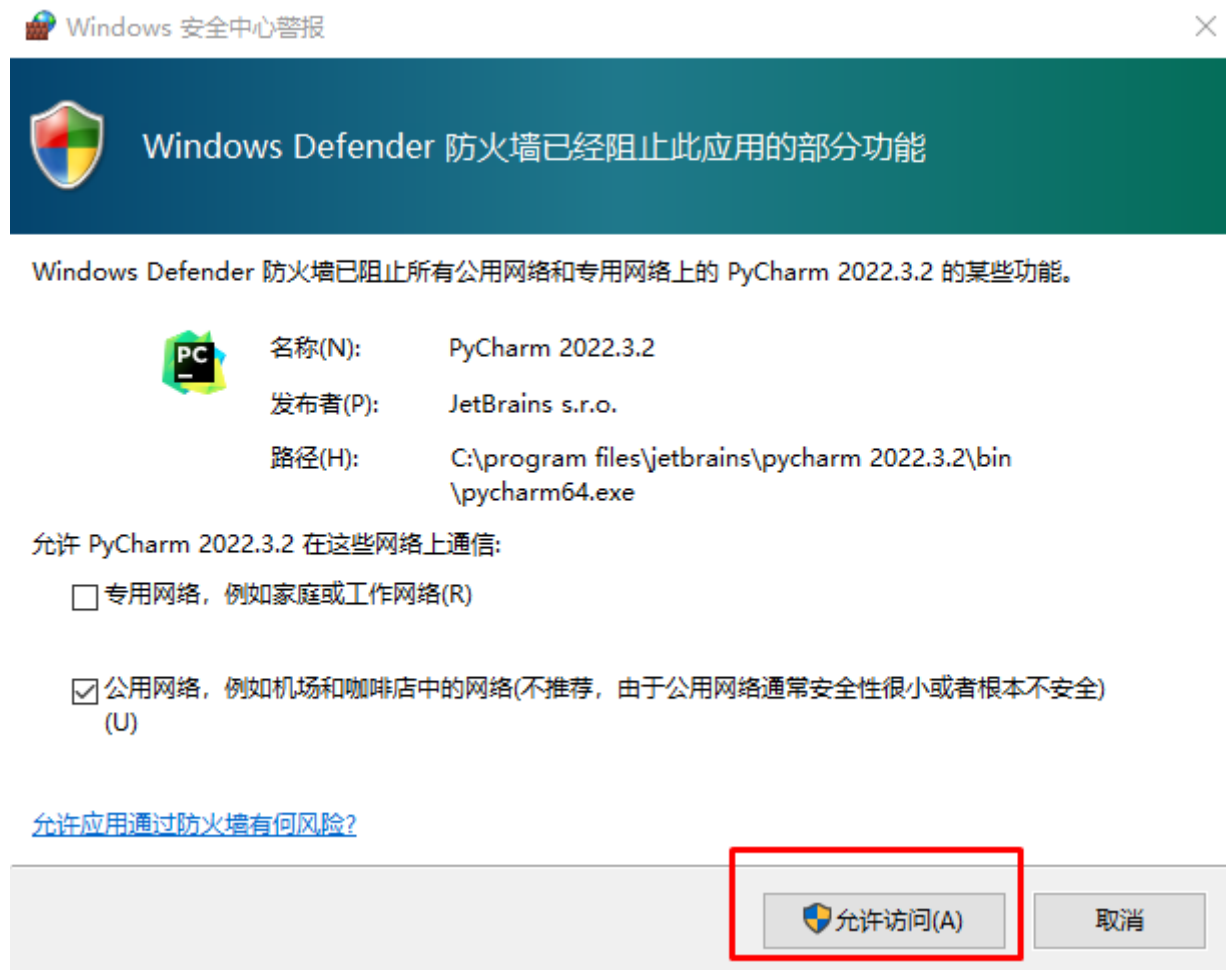 Windows 安全中心警报
Windows Defender 防火墙已经阻止此应用的部分功能
Windows Defender 防火墙已阻止所有公用网络和专用网络上的 PyCharm 2022.3.2 的某些功能。
PC
名称(N): PyCharm 2022.3.2
发布者(P): JetBrains s.r.o.
路径(H): C:\program files\jetbrains\pycharm 2022.3.2\bin
\pycharm64.exe
允许 PyCharm 2022.3.2 在这些网络上通信:
专用网络，例如家庭或工作网络(R)
公用网络，例如机场和咖啡店中的网络(不推荐，由于公用网络通常安全性很小或者根本不安全)
(U)
允许应用通过防火墙有何风险?
允许访问(A) 取消